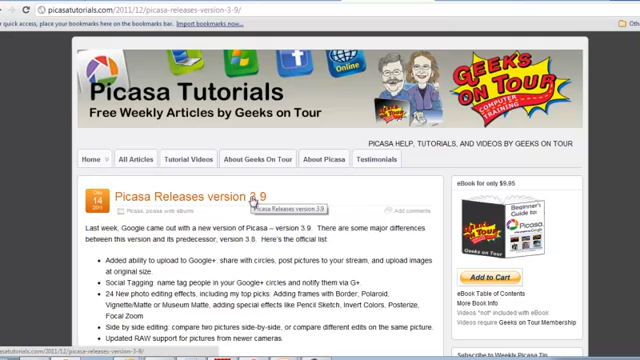 picasatutorials.com/2011/12/picasa-releases-version-3-9/
quick access, place your bookmarks here on the bookmarks bar. Import bookmarks now...
Online
Picasa Tutorials
Free Weekly Articles by Geeks on Tour
GEEKS
ON TOUR
COMPUTER
TRAINING
PICASA HELP, TUTORIALS, AND VIDEOS BY GEEKS ON TOUR
Home
All Articles
Tutorial Videos
About Geeks On Tour
About Picasa
Testimonials
Dec
14
2011
Picasa Releases version 3.9
Picasa Releases version 3.9
Picasa, picasa web albums
Add comments
Last week, Google came out with a new version of Picasa – version 3.9. There are some major differences
between this version and its predecessor, version 3.8. Here's the official list:
Added ability to upload to Google+: share with circles, post pictures to your stream, and upload images
at original size.
Social Tagging: name tag people in your Google+ circles and notify them via G+.
24 New photo editing effects, including my top picks: Adding frames with Border, Polaroid,
Vignette/Matte or Museum Matte, adding special effects like Pencil Sketch, Invert Colors, Posterize,
Focal Zoom
Side by side editing: compare two pictures side-by-side, or compare different edits on the same picture.
Updated RAW support for pictures from newer cameras.
eBook for only $9.95
Beginner's
Guide to:
Picasa
Add to Cart
eBook Table of Contents
More Book Info
Videos *not* included with eBook
Videos require Geeks on Tour Membership
Subscribe to Weekly Picasa Tips
picasatutorials.com/2011/12/picasa-releases-version-3-9/